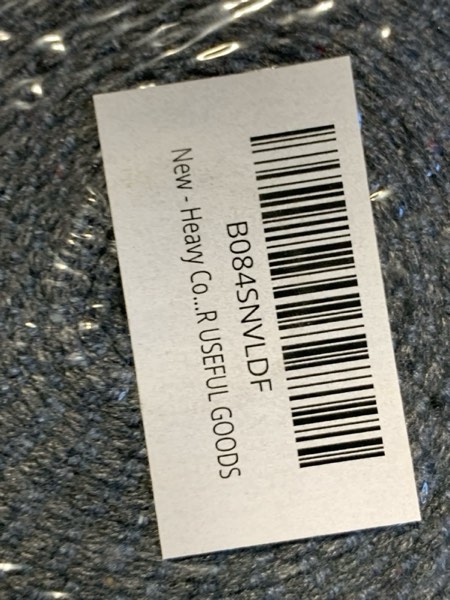 B084SNVLDF
New - Heavy Co...R USEFUL GOODS